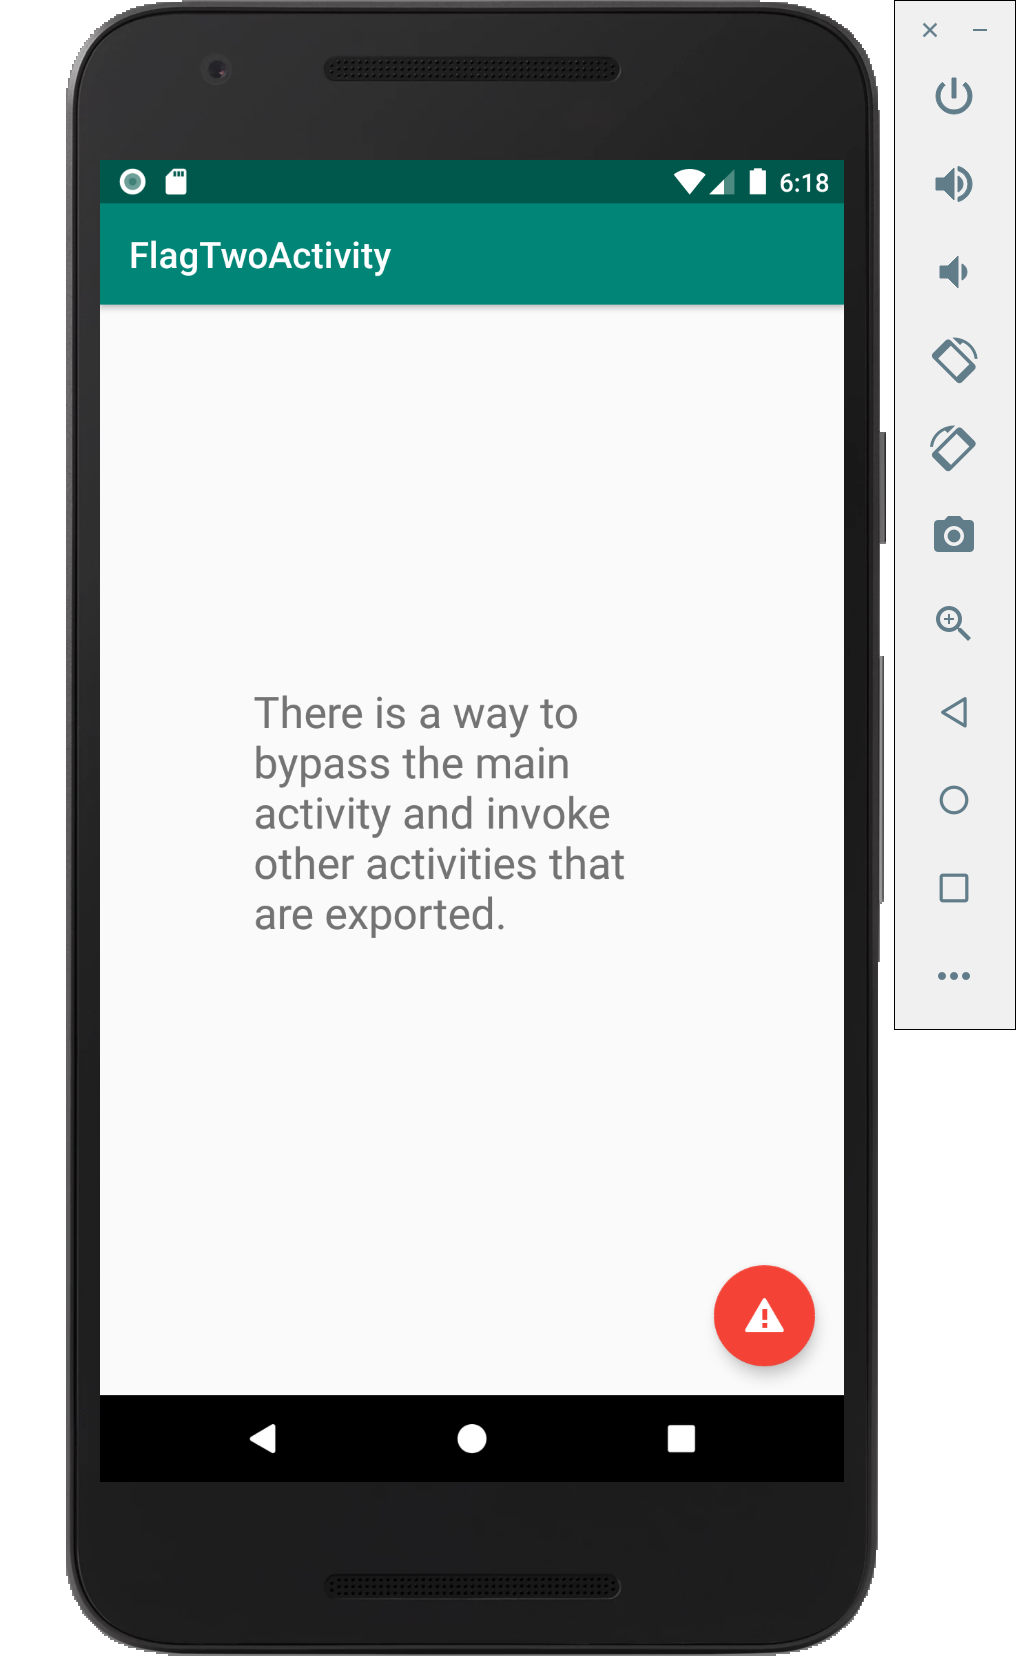 6:18
FlagTwoActivity
There is a way to
bypass the main
activity and invoke
other activities that
are exported.